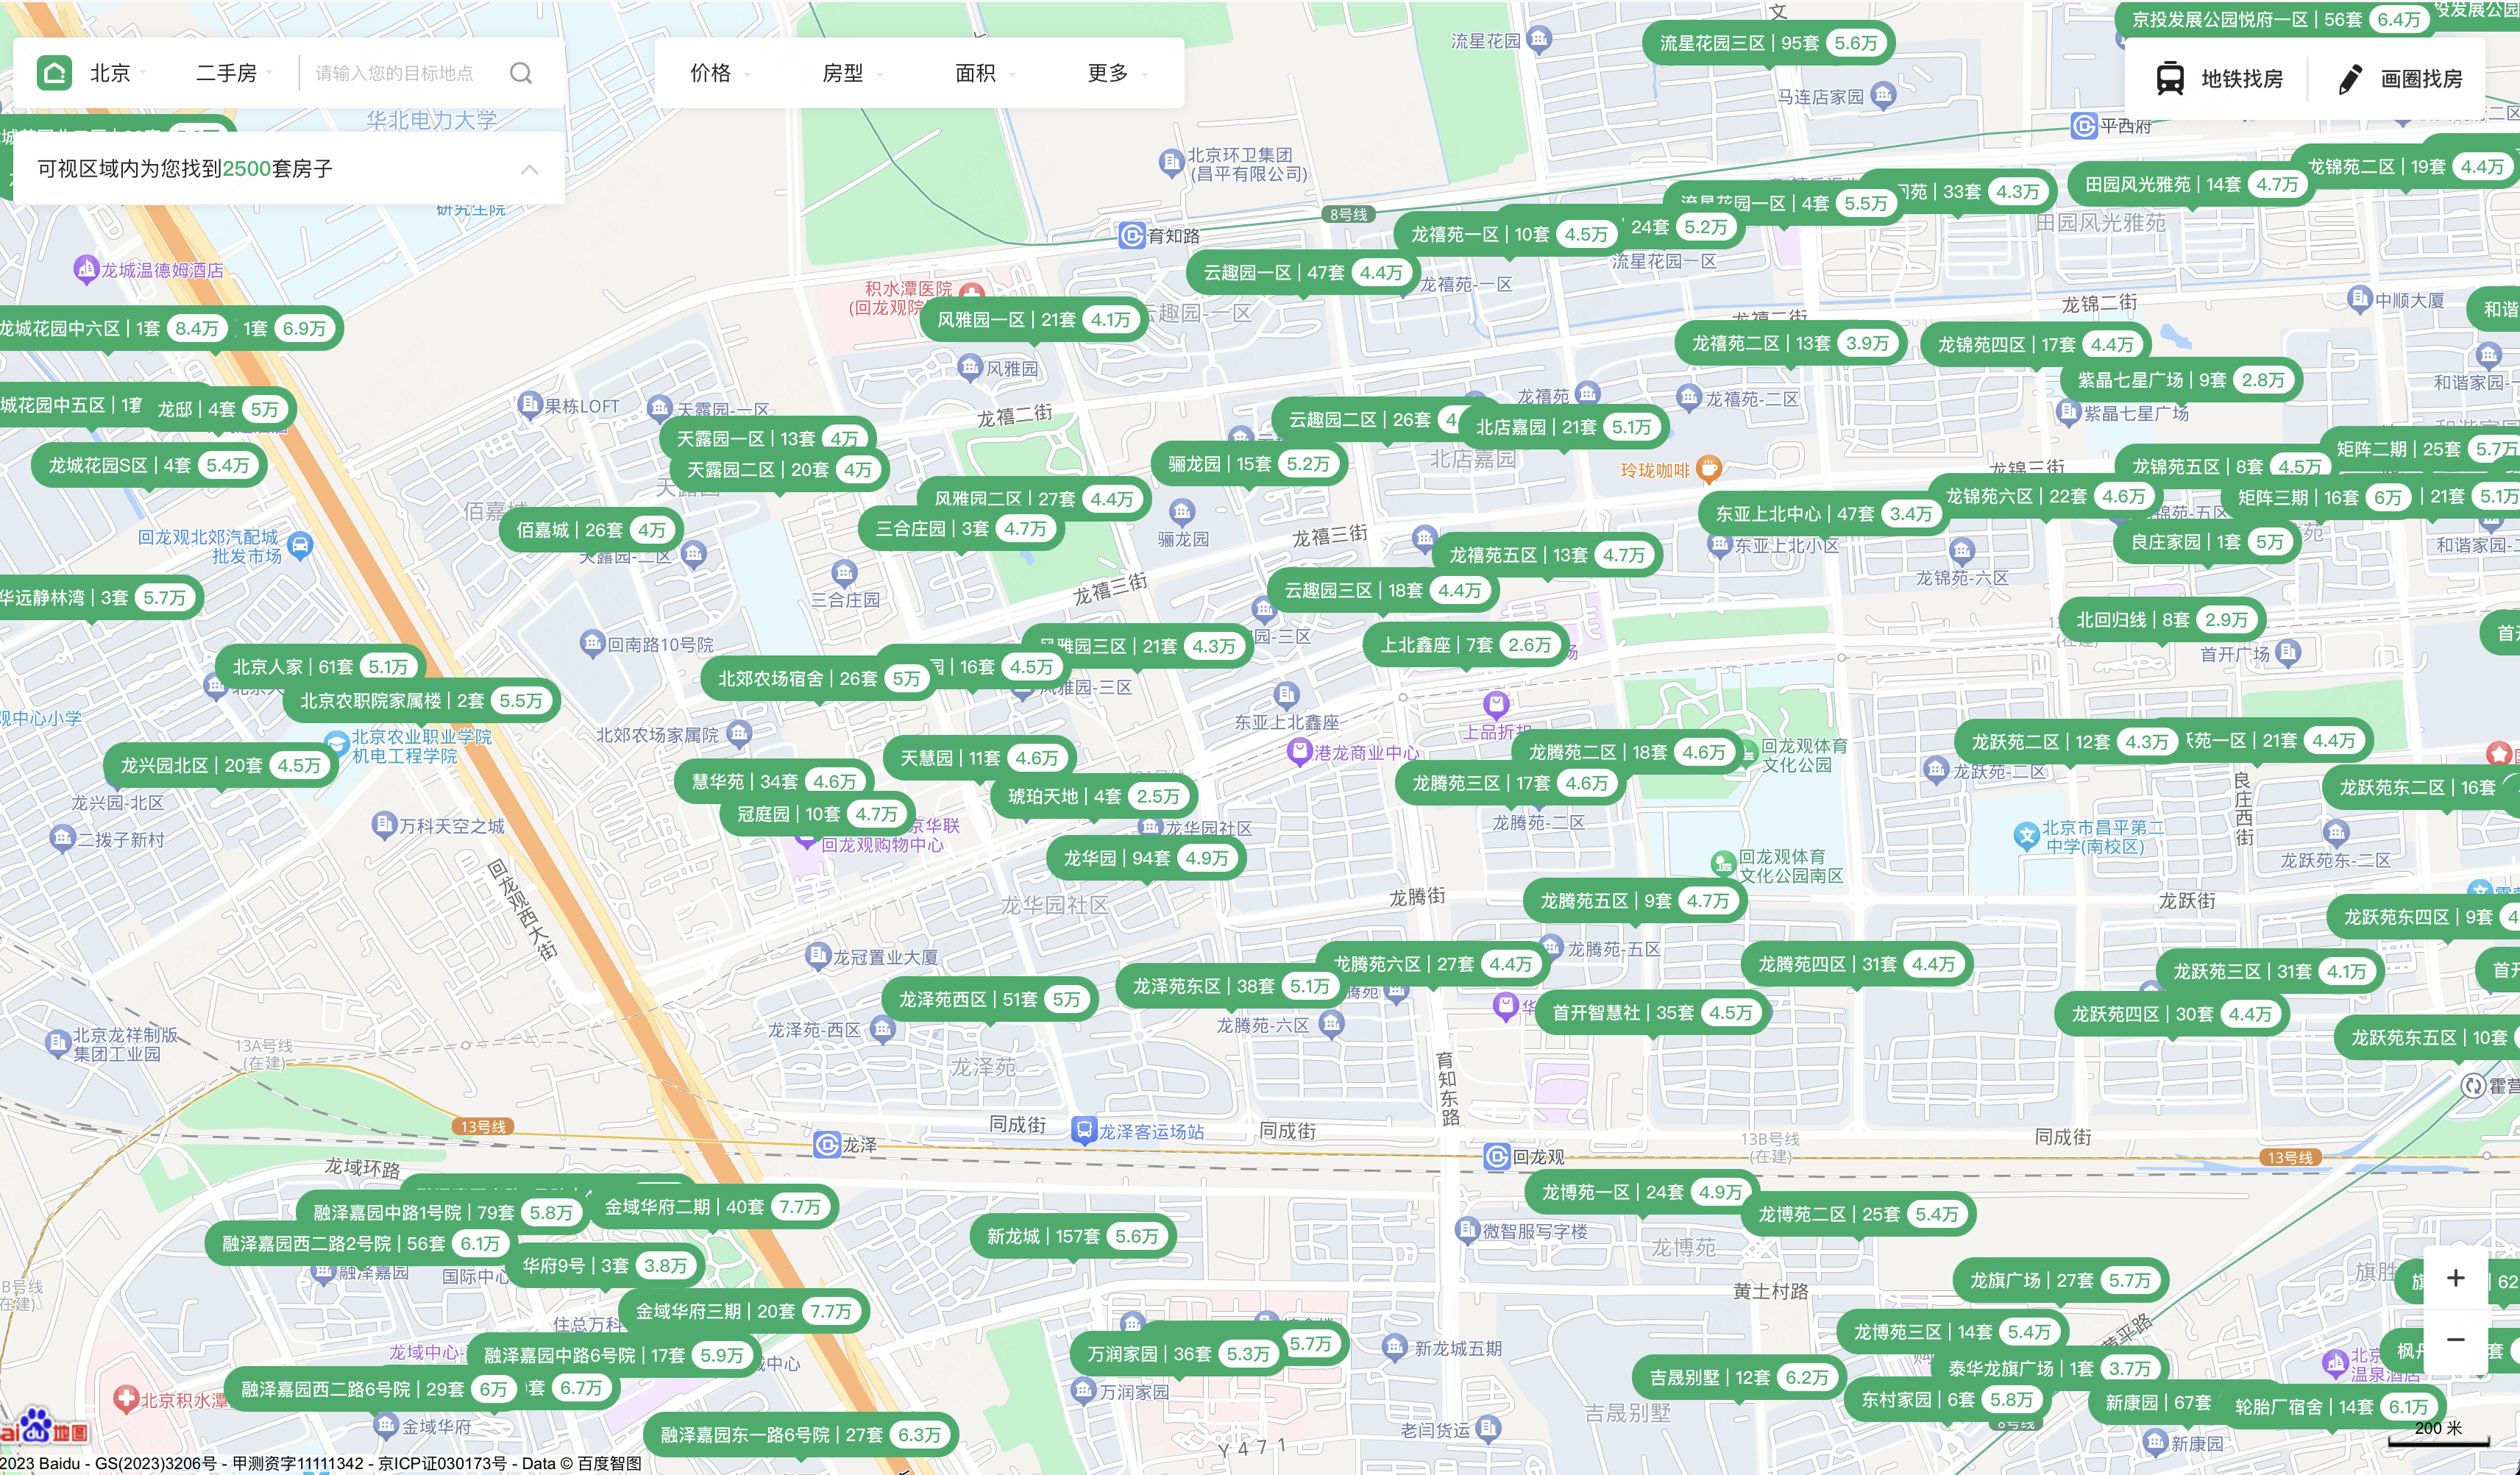 京投发展公园悦府一区 | 56套 6.4万
流星花园
流星花园三区 | 95套 5.6万
北京
二手房
请输入您的目标地点
价格
房型
面积
更多
地铁找房
画圈找房
马连店家园
华北电力大学
平西府
可视区域内为您找到2500套房子
北京环卫集团
(昌平有限公司)
龙锦二区 | 19套 4.4万
田园风光雅苑 | 14套 4.7万
33套 4.3万
流星花园一区 | 4套 5.5万
研究生院
8号线
田园风光雅苑
育知路
龙禧苑一区 | 10套 4.5万
24套 5.2万
龙城温德姆酒店
云趣园一区 | 47套 4.4万
流星花园一区
龙禧苑-一区
积水潭医院
(回龙观院
云趣园-一区
龙锦二街
中顺大厦
和谐
风雅园一区 | 21套 4.1万
龙禧二街
龙城花园中六区 | 1套 8.4万
1套 6.9万
龙禧苑二区 | 13套 3.9万
龙锦苑四区 | 17套 4.4万
风雅园
紫晶七星广场 | 9套 2.8万
和谐家园-
龙禧苑
龙禧苑-二区
紫晶七星广场
城花园中五区 | 1套
龙邸 | 4套 5万
果栋LOFT
天露园-一区
龙禧二街
云趣园二区 | 26套
北店嘉园 | 21套 5.1万
天露园一区 | 13套 4万
天露园二区 | 20套 4万
北店嘉园
骊龙园 | 15套 5.2万
玲珑咖啡
龙锦三街
龙锦苑五区 | 8套 4.5万
矩阵二期 | 25套 5.7万
龙城花园S区 | 4套 5.4万
风雅园二区 | 27套 4.4万
龙锦苑六区 | 22套 4.6万
矩阵三期 | 16套 6万
21套 5.1万
佰嘉城
佰嘉城 | 26套 4万
三合庄园 | 3套 4.7万
骊龙园
龙禧三街
东亚上北中心 | 47套 3.4万
良庄家园 | 1套 5万
回龙观北郊汽配城
批发市场
天露园-二区
龙禧苑五区 | 13套 4.7万
东亚上北小区
龙锦苑-六区
和谐家园-二
三合庄园
龙禧三街
云趣园三区 | 18套 4.4万
华远静林湾 | 3套 5.7万
北回归线 | 8套 2.9万
首开广场
回南路10号院
风雅园三区 | 21套 4.3万
园-三区
上北鑫座 | 7套 2.6万
北京人家 | 61套 5.1万
北郊农场宿舍 | 26套 5万
16套 4.5万
风雅园-三区
北京农职院家属楼 | 2套 5.5万
观中心小学
北郊农场家属院
东亚上北鑫座
上品折扣
港龙商业中心
北京农业职业学院
机电工程学院
龙兴园北区 | 20套 4.5万
天慧园 | 11套 4.6万
龙腾苑二区 | 18套 4.6万
回龙观体育
文化公园
龙跃苑二区 | 12套 4.3万
苑一区 | 21套 4.4万
龙跃苑-二区
慧华苑 | 34套 4.6万
琥珀天地 | 4套 2.5万
龙腾苑三区 | 17套 4.6万
龙跃苑东二区 | 16套
良庄西街
龙兴园-北区
冠庭园 | 10套 4.7万
京华联
回龙观购物中心
龙华园社区
龙腾苑-二区
北京市昌平第二
中学(南校区)
二拨子新村
万科天空之城
龙华园 | 94套 4.9万
回龙观体育
文化公园南区
龙跃苑东-二区
回龙观西大街
龙华园社区
龙腾街
龙腾苑五区 | 9套 4.7万
龙跃街
龙跃苑东四区 | 9套
龙冠置业大厦
龙腾苑-五区
龙腾苑六区 | 27套 4.4万
龙腾苑四区 | 31套 4.4万
龙跃苑三区 | 31套 4.1万
龙泽苑西区 | 51套 5万
龙泽苑东区 | 38套 5.1万
首开智慧社 | 35套 4.5万
龙跃苑四区 | 30套 4.4万
龙泽苑-西区
龙腾苑-六区
龙跃苑东五区 | 10套
北京龙祥制版
集团工业园
13A号线
(在建)
龙泽苑
育知东路
霍营
13号线
龙泽
同成街
龙泽客运场站
同成街
回龙观
13B号线
(在建)
同成街
13号线
龙域环路
融泽嘉园中路1号院 | 79套 5.8万
金域华府二期 | 40套 7.7万
龙博苑一区 | 24套 4.9万
龙博苑二区 | 25套 5.4万
新龙城 | 157套 5.6万
微智服写字楼
龙博苑
融泽嘉园西二路2号院 | 56套 6.1万
华府9号 | 3套 3.8万
融泽嘉园
国际中心
B号线
在建)
龙旗广场 | 27套 5.7万
旗胜
62
黄土村路
金域华府三期 | 20套 7.7万
住总万科
龙博苑三区 | 14套 5.4万
黄平路
新龙城五期
万润家园 | 36套 5.3万
5.7万
龙域中心-
融泽嘉园中路6号院 | 17套 5.9万
域中心
泰华龙旗广场 | 1套 3.7万
吉晟别墅 | 12套 6.2万
北京
温泉酒店
融泽嘉园西二路6号院 | 29套 6万
套 6.7万
北京积水潭
万润家园
东村家园 | 6套 5.8万
新康园 | 67套
轮胎厂宿舍 | 14套 6.1万
金域华府
吉晟别墅
8号线
融泽嘉园东一路6号院 | 27套 6.3万
老闫货运
Y471
新康园
200 米
地图
2023 Baidu - GS(2023)3206号 - 甲测资字11111342 - 京ICP证030173号 - Data © 百度智图